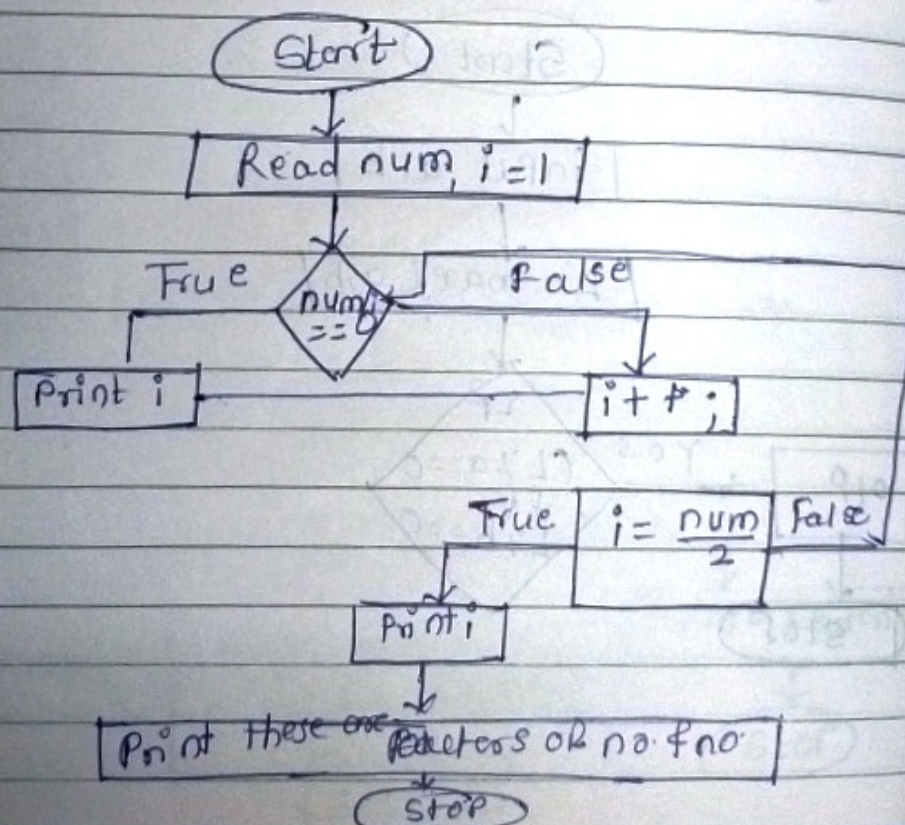 Start
Read num, i=1
True
False
num%i
==0
Print i
i++;
True
i= num/2
False
Print i
Print these are factors of no. & no.
Stop